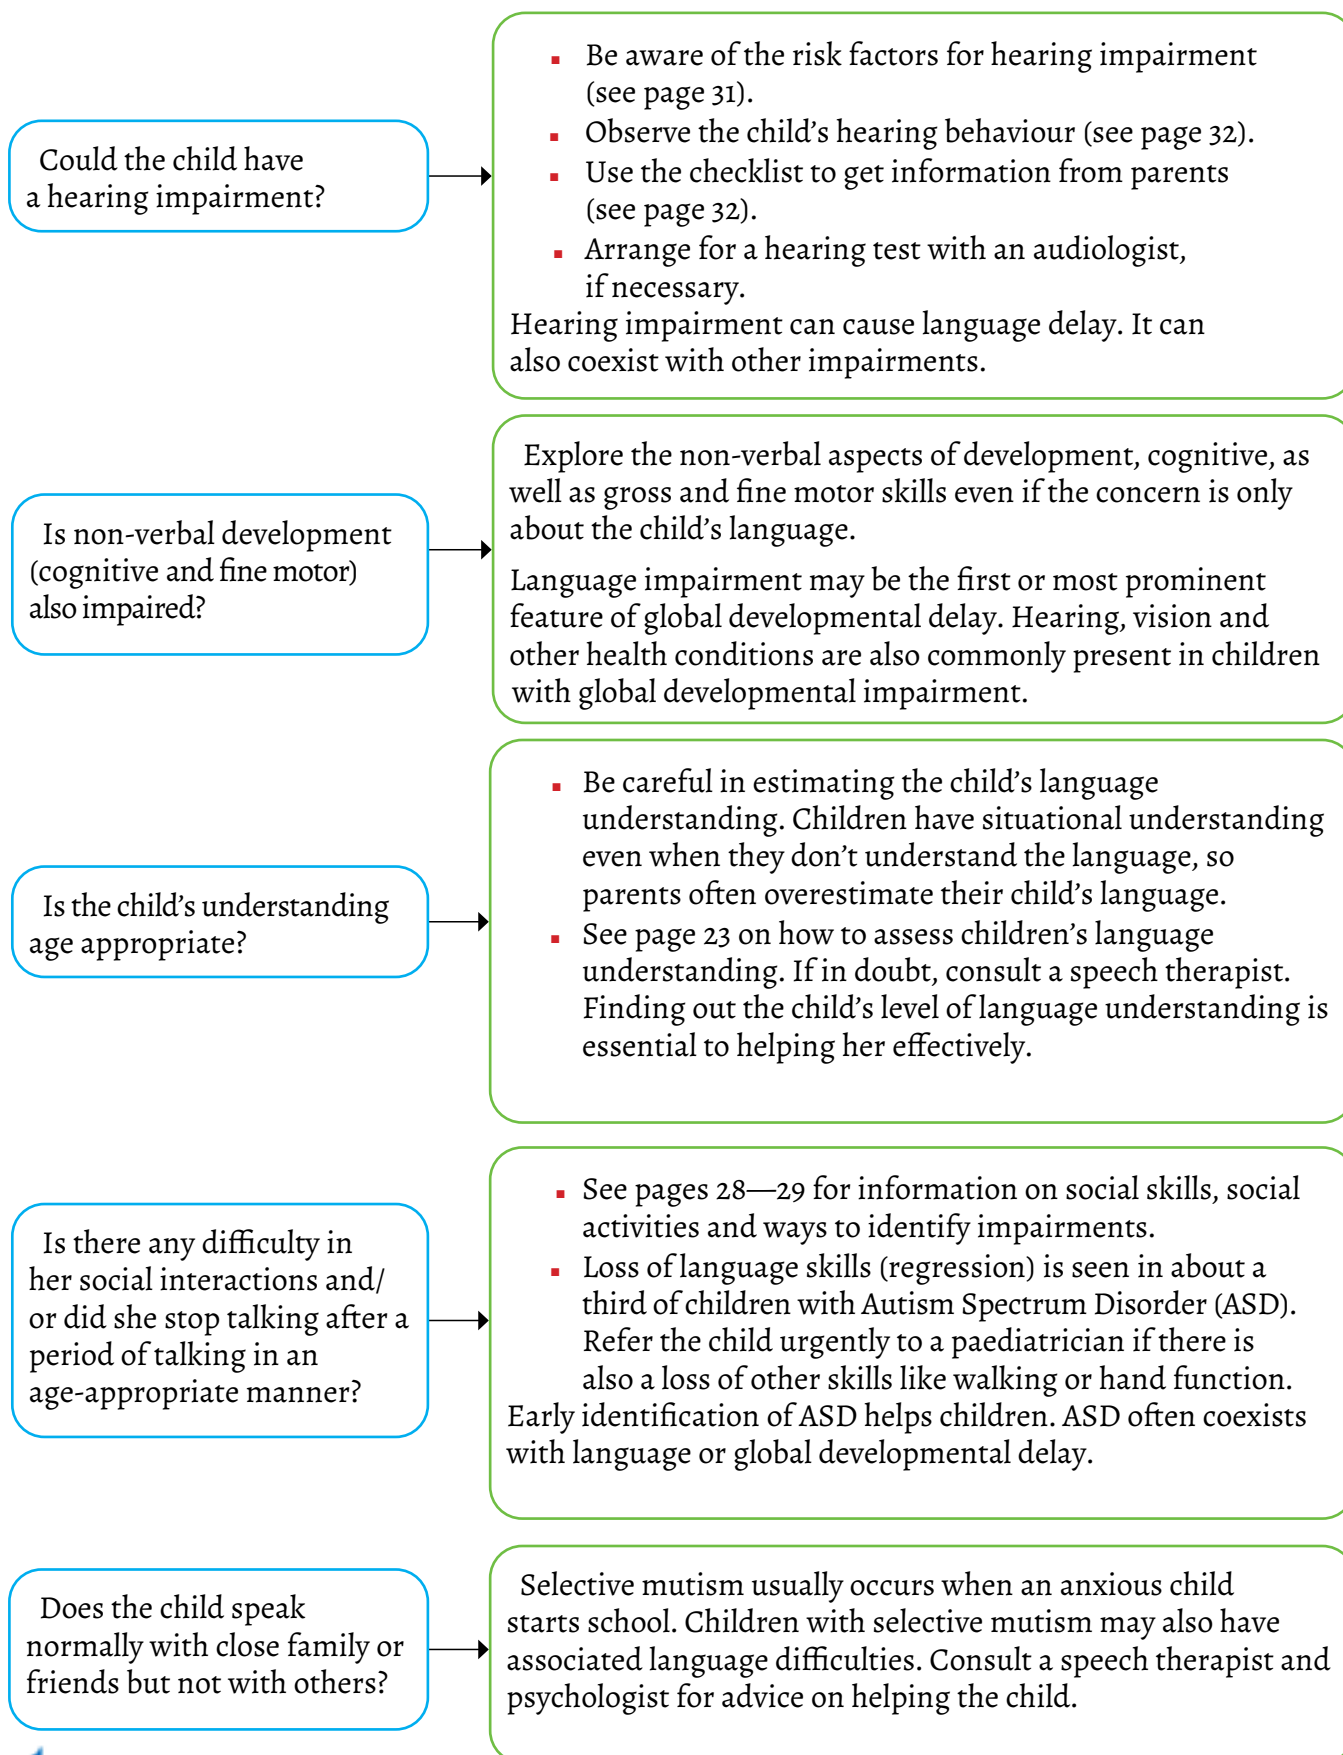 Could the child have
a hearing impairment?
▪ Be aware of the risk factors for hearing impairment
(see page 31).
▪ Observe the child’s hearing behaviour (see page 32).
▪ Use the checklist to get information from parents
(see page 32).
▪ Arrange for a hearing test with an audiologist,
if necessary.
Hearing impairment can cause language delay. It can
also coexist with other impairments.
Is non-verbal development
(cognitive and fine motor)
also impaired?
Explore the non-verbal aspects of development, cognitive, as
well as gross and fine motor skills even if the concern is only
about the child’s language.
Language impairment may be the first or most prominent
feature of global developmental delay. Hearing, vision and
other health conditions are also commonly present in children
with global developmental impairment.
Is the child’s understanding
age appropriate?
▪ Be careful in estimating the child’s language
understanding. Children have situational understanding
even when they don’t understand the language, so
parents often overestimate their child’s language.
▪ See page 23 on how to assess children’s language
understanding. If in doubt, consult a speech therapist.
Finding out the child’s level of language understanding is
essential to helping her effectively.
Is there any difficulty in
her social interactions and/
or did she stop talking after a
period of talking in an
age-appropriate manner?
▪ See pages 28—29 for information on social skills, social
activities and ways to identify impairments.
▪ Loss of language skills (regression) is seen in about a
third of children with Autism Spectrum Disorder (ASD).
Refer the child urgently to a paediatrician if there is
also a loss of other skills like walking or hand function.
Early identification of ASD helps children. ASD often coexists
with language or global developmental delay.
Does the child speak
normally with close family or
friends but not with others?
Selective mutism usually occurs when an anxious child
starts school. Children with selective mutism may also have
associated language difficulties. Consult a speech therapist and
psychologist for advice on helping the child.